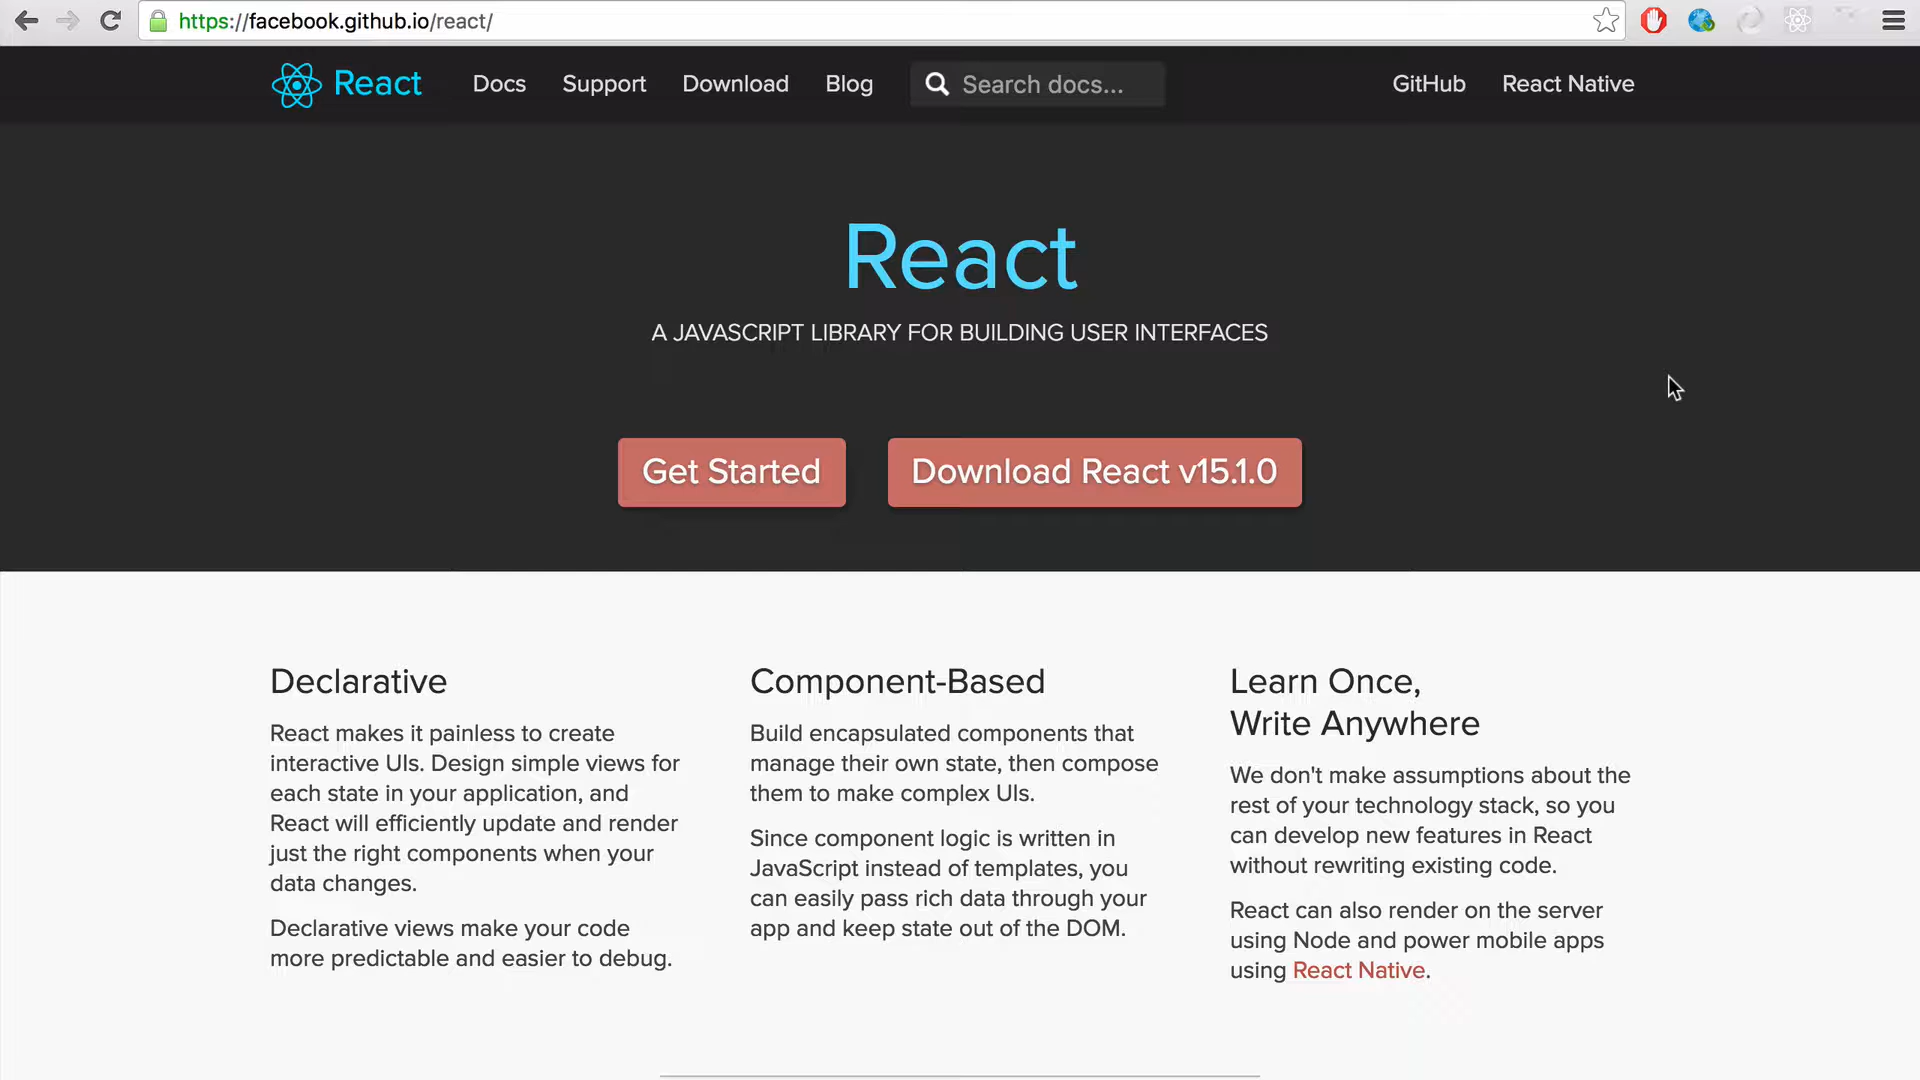 https://facebook.github.io/react/
React Docs Support Download Blog Search docs... GitHub React Native
React
A JAVASCRIPT LIBRARY FOR BUILDING USER INTERFACES
Get Started Download React v15.1.0
Declarative
React makes it painless to create
interactive UIs. Design simple views for
each state in your application, and
React will efficiently update and render
just the right components when your
data changes.
Declarative views make your code
more predictable and easier to debug.
Component-Based
Build encapsulated components that
manage their own state, then compose
them to make complex UIs.
Since component logic is written in
JavaScript instead of templates, you
can easily pass rich data through your
app and keep state out of the DOM.
Learn Once,
Write Anywhere
We don't make assumptions about the
rest of your technology stack, so you
can develop new features in React
without rewriting existing code.
React can also render on the server
using Node and power mobile apps
using React Native.